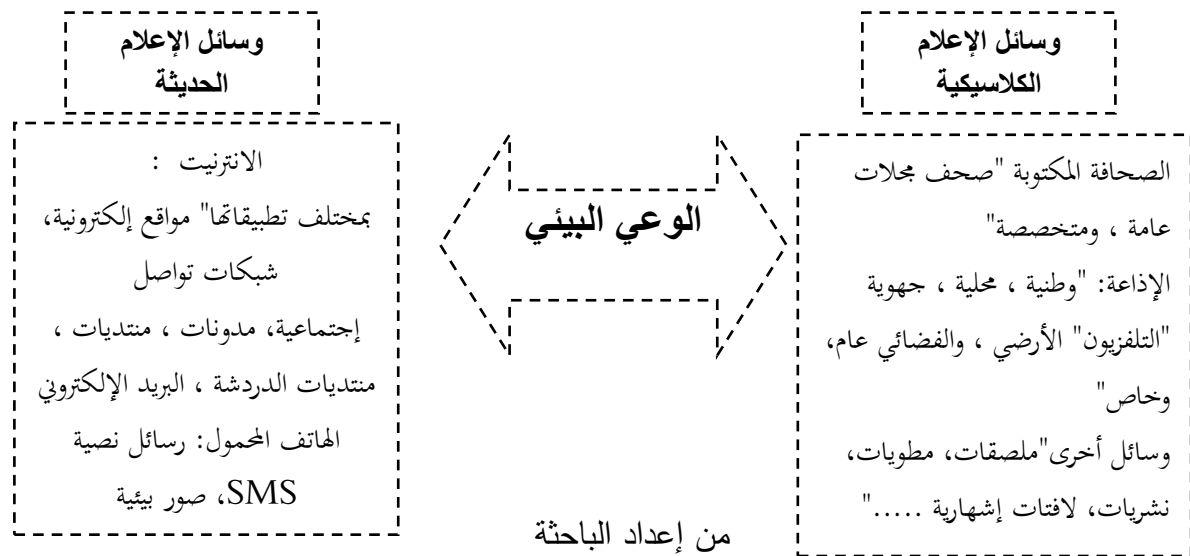 وسائل الإعلام
الكلاسيكية
الصحافة المكتوبة "صحف مجلات
عامة ، ومتخصصة"
الإذاعة: "وطنية ، محلية ، جهوية
"التلفزيون" الأرضي ، والفضائي عام،
وخاص"
وسائل أخرى"ملصقات، مطويات،
نشريات، لافتات إشهارية ....."
الوعي البيئي
وسائل الإعلام
الحديثة
الانترنيت :
بمختلف تطبيقاتها" مواقع إلكترونية،
شبكات تواصل
إجتماعية، مدونات ، منتديات ،
منتديات الدردشة ، البريد الإلكتروني
الهاتف المحمول: رسائل نصية
SMS، صور بيئية
من إعداد الباحثة